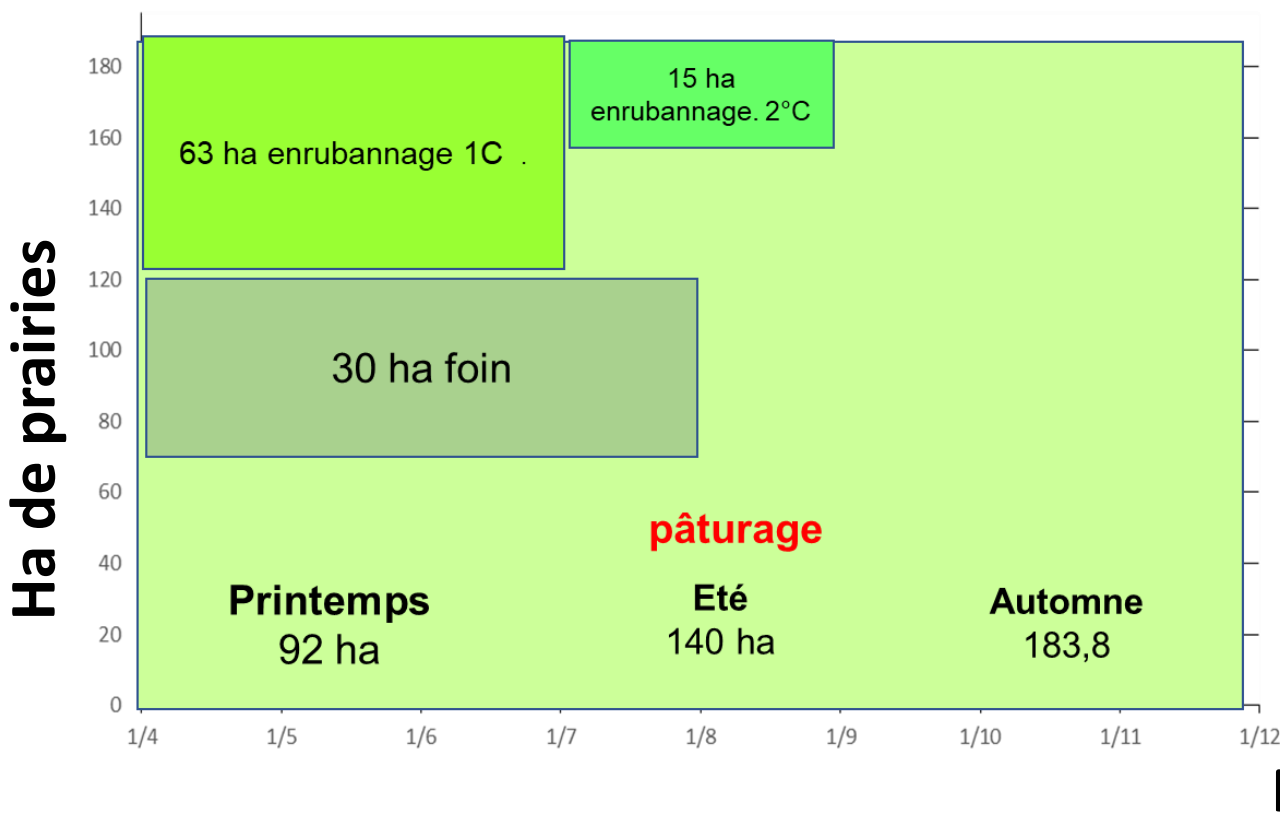 Ha de prairies
180
160
140
120
100
80
60
40
20
0
63 ha enrubannage 1C .
15 ha
enrubannage. 2°C
30 ha foin
pâturage
Printemps
92 ha
Eté
140 ha
Automne
183,8
1/4
1/5
1/6
1/7
1/8
1/9
1/10
1/11
1/12